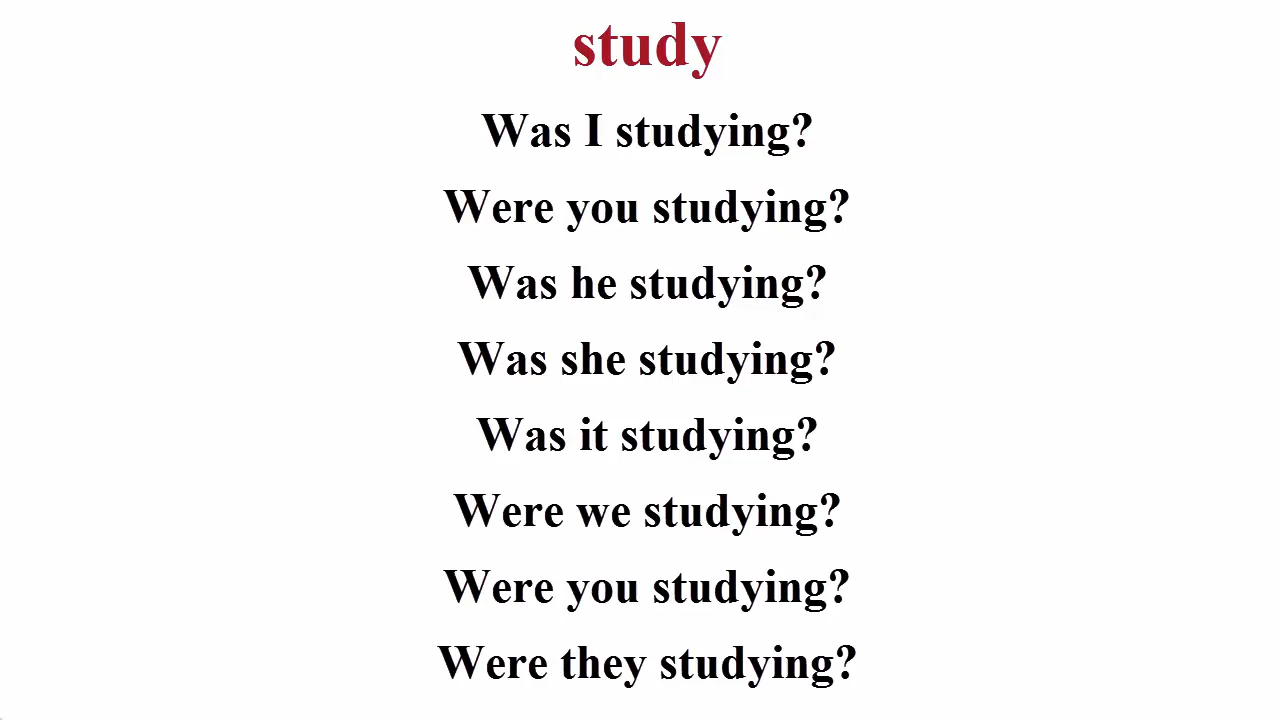 study
Was I studying?
Were you studying?
Was he studying?
Was she studying?
Was it studying?
Were we studying?
Were you studying?
Were they studying?